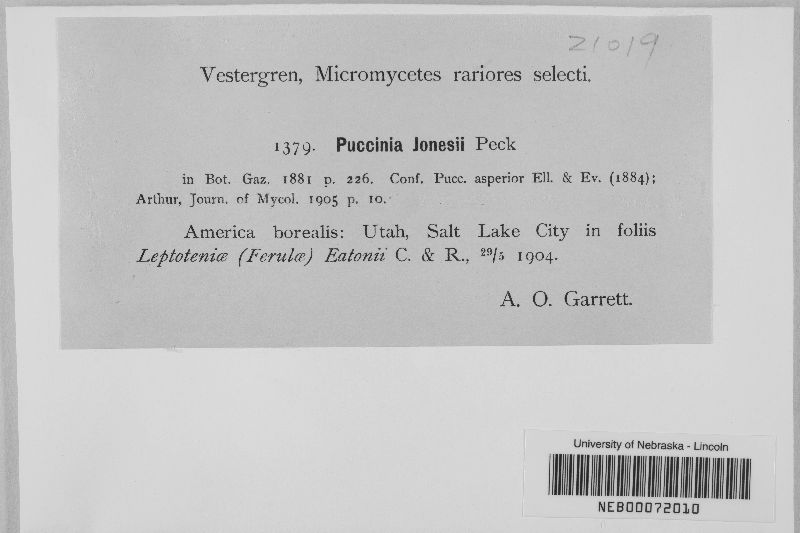 21019
Vestergren, Micromycetes rariores selecti.
1379. Puccinia Jonesii Peck
in Bot. Gaz. 1881 p. 226. Conf. Pucc. asperior Ell. & Ev. (1884);
Arthur, Journ. of Mycol. 1905 p. 10.
America borealis: Utah, Salt Lake City in foliis
Leptoteniæ (Ferulæ) Eatonii C. & R., 29/5 1904.
A. O. Garrett.
University of Nebraska - Lincoln
NEB00072010